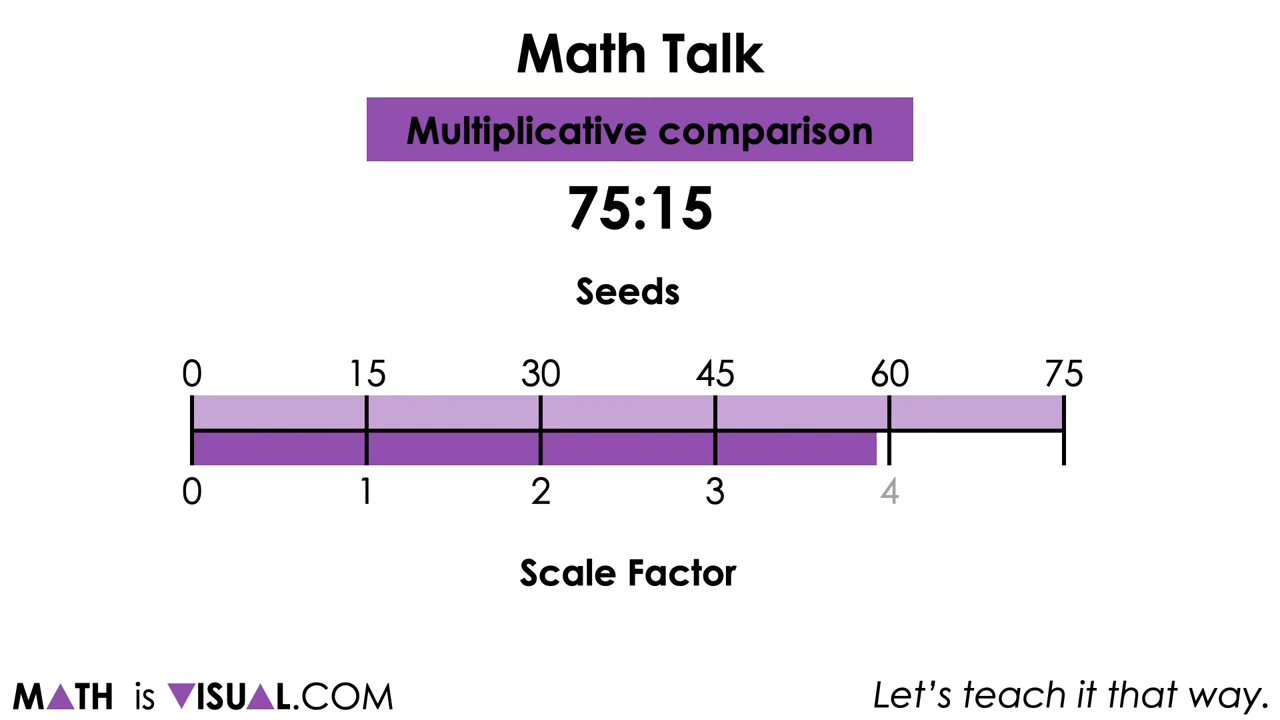 Math Talk
Multiplicative comparison
75:15
Seeds
0 15 30 45 60 75
0 1 2 3 4
Scale Factor
MATH is VISUAL.COM
Let's teach it that way.